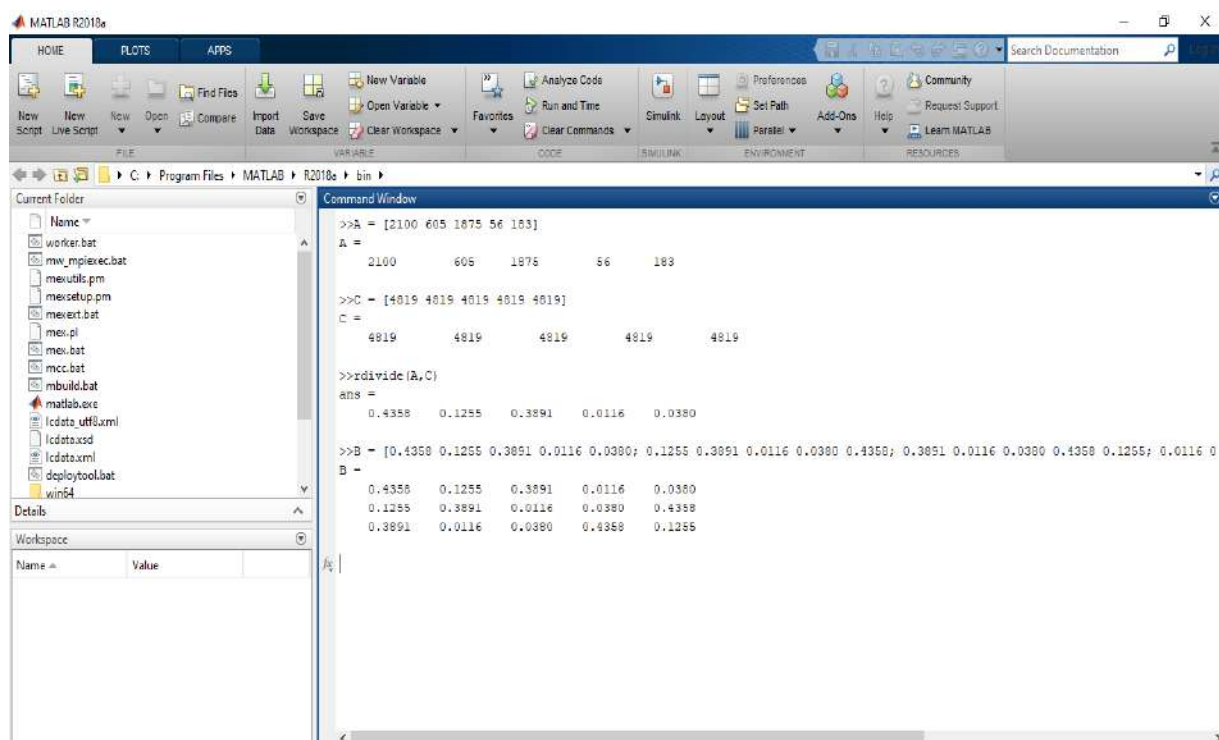 MATLAB R2018a
HOME PLOTS APPS Search Documentation
New Script New Live Script New Open Find Files Compare Import Data Save Workspace New Variable Open Variable Clear Workspace Favorites Analyze Code Run and Time Clear Commands Simulink Layout Preferences Set Path Parallel Add-Ons Help Community Request Support Learn MATLAB
FILE VARIABLE CODE SIMULINK ENVIRONMENT RESOURCES
C: Program Files MATLAB R2018a bin
Current Folder
Name
worker.bat
mw_mpiexec.bat
mexutils.pm
mexsetup.pm
mexext.bat
mex.pl
mex.bat
mcc.bat
mbuild.bat
matlab.exe
lcdata_utf8.xml
lcdata.xsd
lcdata.xml
deploytool.bat
win64
Details
Workspace
Name Value
Command Window
>>A = [2100 605 1875 56 183]
A =
2100 605 1875 56 183
>>C = [4819 4819 4819 4819 4819]
C =
4819 4819 4819 4819 4819
>>rdivide(A,C)
ans =
0.4358 0.1255 0.3891 0.0116 0.0380
>>B = [0.4358 0.1255 0.3891 0.0116 0.0380; 0.1255 0.3891 0.0116 0.0380 0.4358; 0.3891 0.0116 0.0380 0.4358 0.1255; 0.0116 0
B =
0.4358 0.1255 0.3891 0.0116 0.0380
0.1255 0.3891 0.0116 0.0380 0.4358
0.3891 0.0116 0.0380 0.4358 0.1255
fx